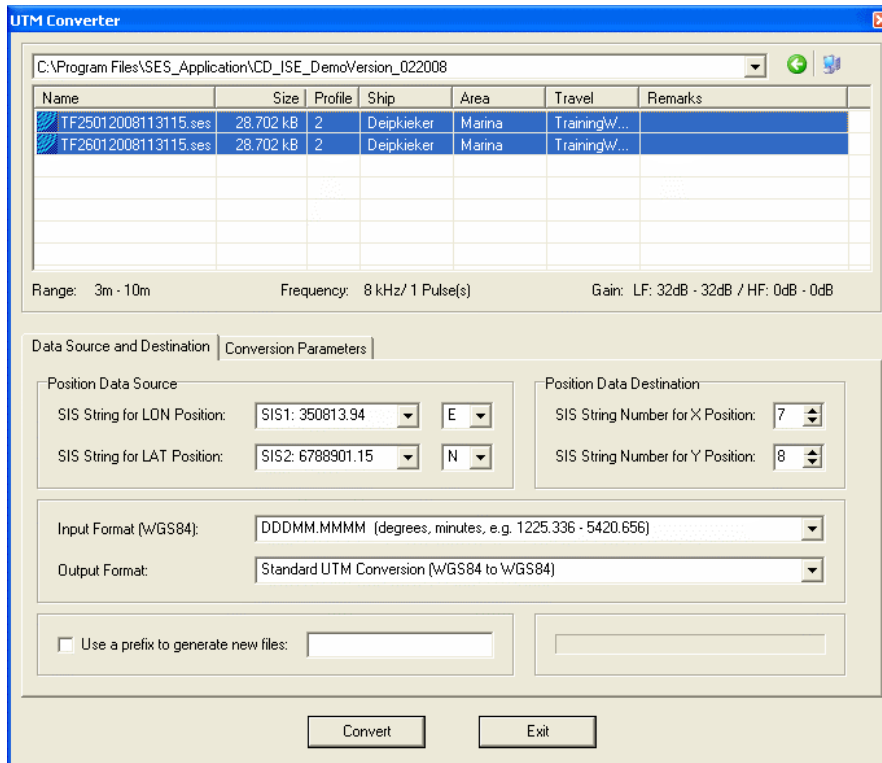 UTM Converter
C:\Program Files\SES_Application\CD_ISE_DemoVersion_022008
Name Size Profile Ship Area Travel Remarks
TF25012008113115.ses 28.702 kB 2 Deipkieker Marina TrainingW...
TF26012008113115.ses 28.702 kB 2 Deipkieker Marina TrainingW...
Range: 3m - 10m Frequency: 8 kHz/ 1 Pulse(s) Gain: LF: 32dB - 32dB / HF: 0dB - 0dB
Data Source and Destination Conversion Parameters
Position Data Source Position Data Destination
SIS String for LON Position: SIS1: 350813.94 E SIS String Number for X Position: 7
SIS String for LAT Position: SIS2: 6788901.15 N SIS String Number for Y Position: 8
Input Format (WGS84): DDDMM.MMMM (degrees, minutes, e.g. 1225.336 - 5420.656)
Output Format: Standard UTM Conversion (WGS84 to WGS84)
Use a prefix to generate new files:
Convert Exit